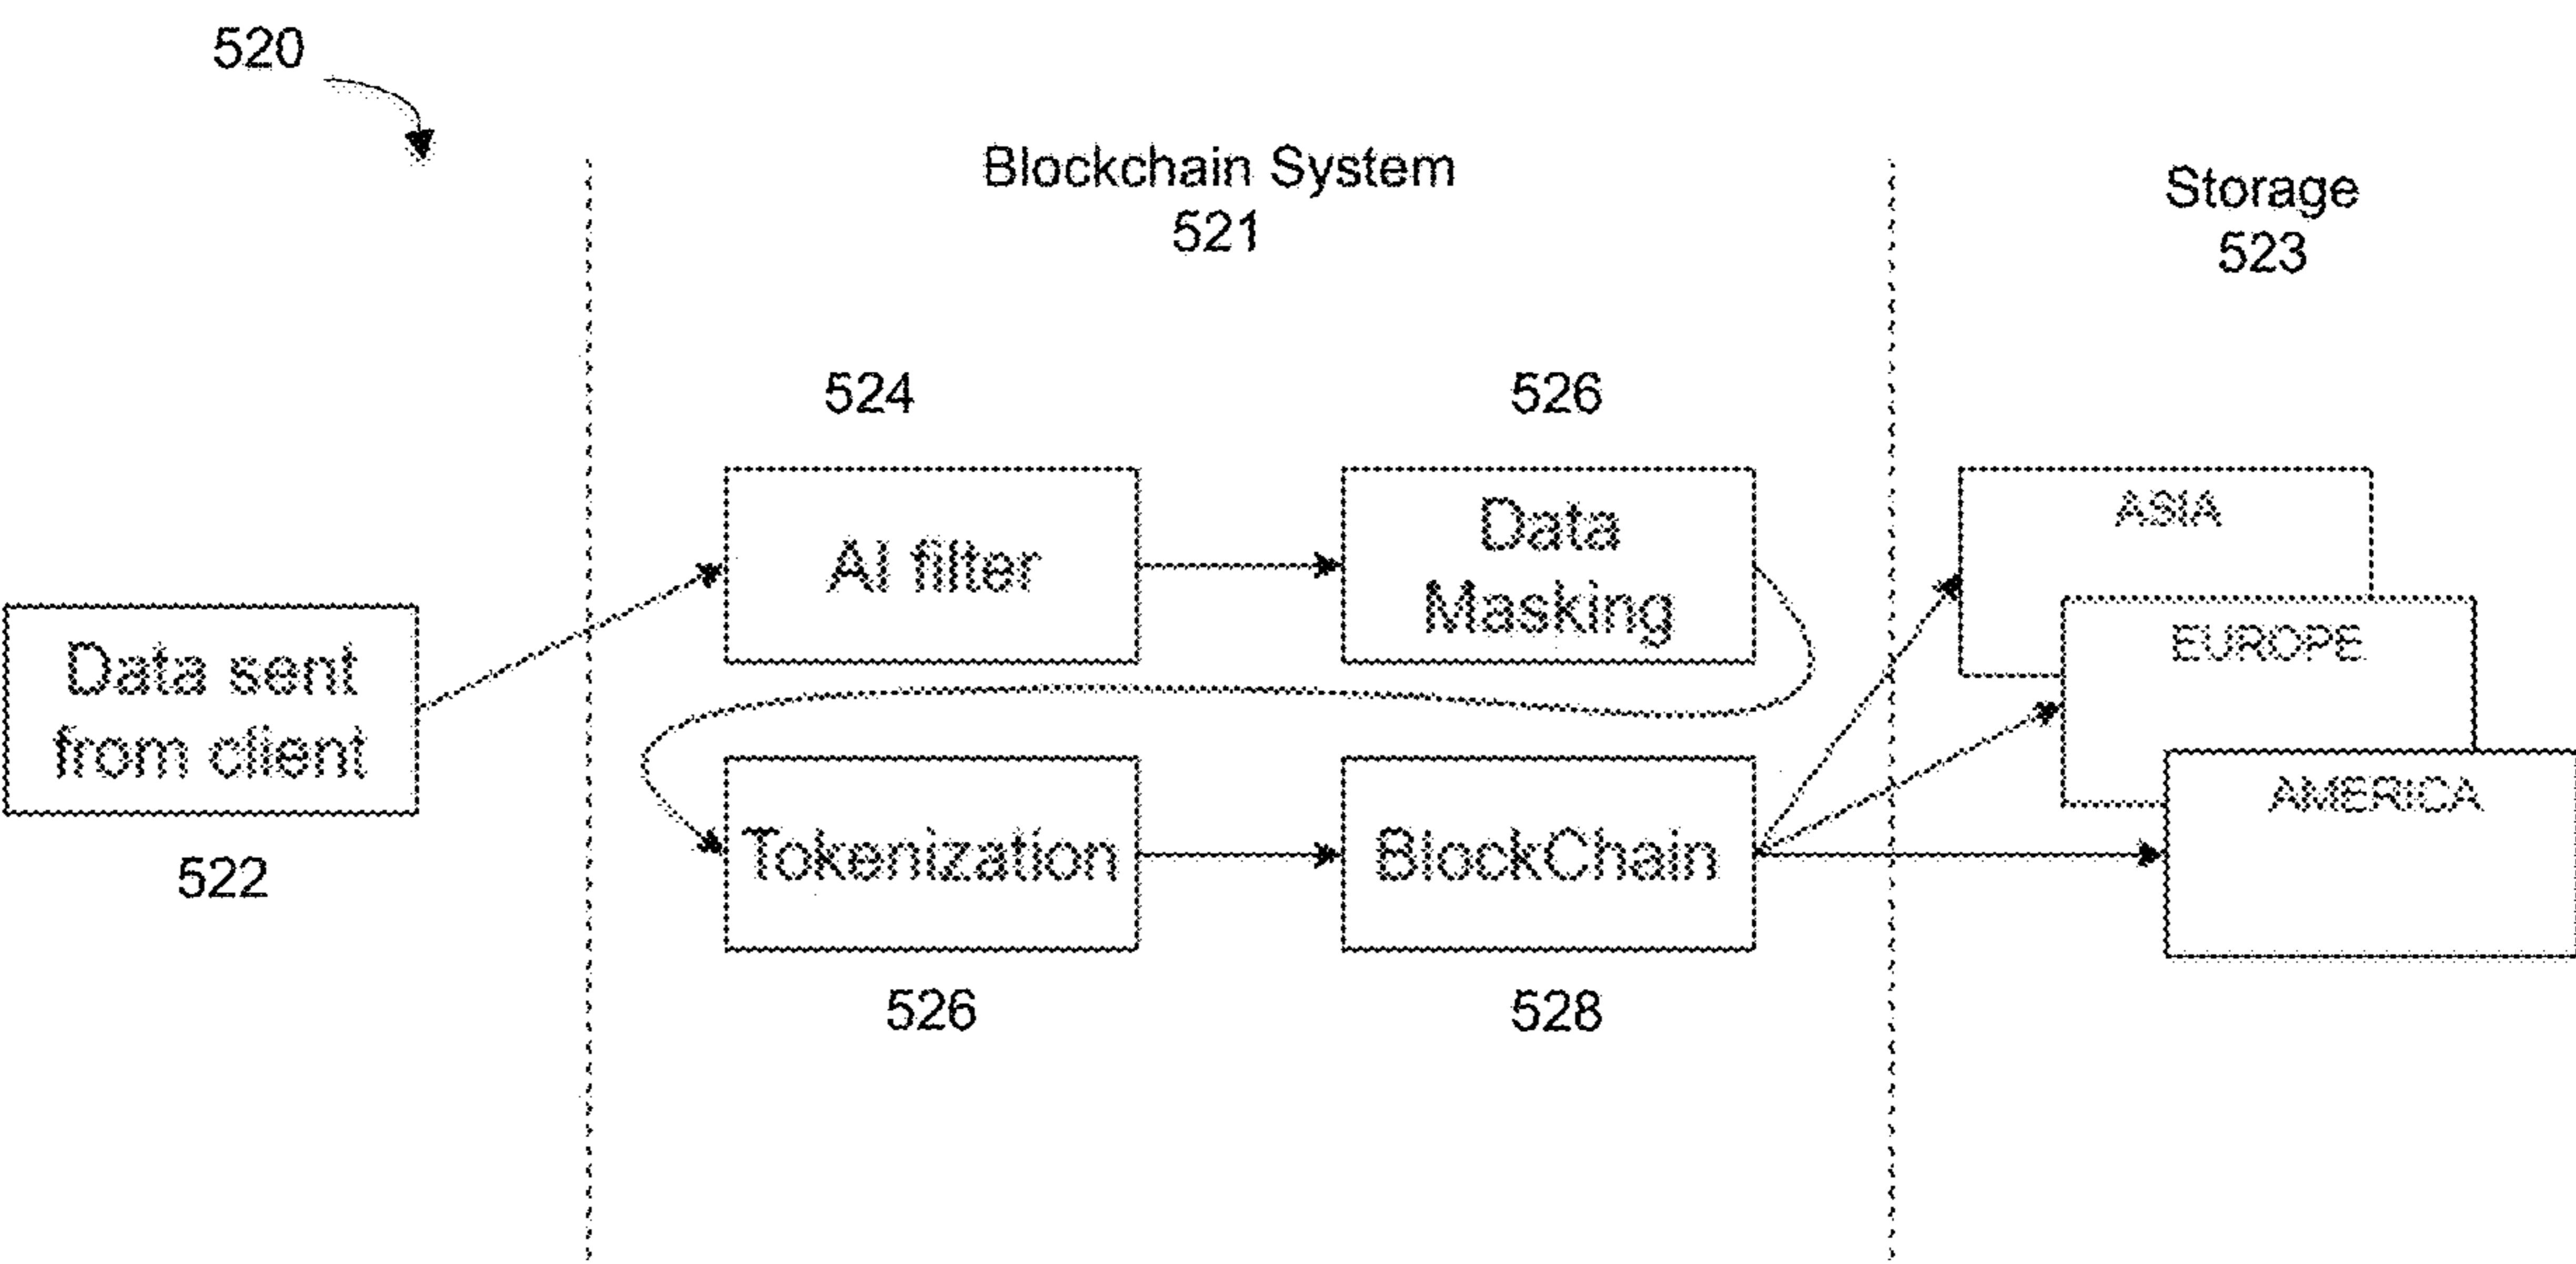 520
Blockchain System
521
Storage
523
524
526
AI filter
Data
Masking
ASIA
EUROPE
AMERICA
Data sent
from client
522
Tokenization
BlockChain
526
528